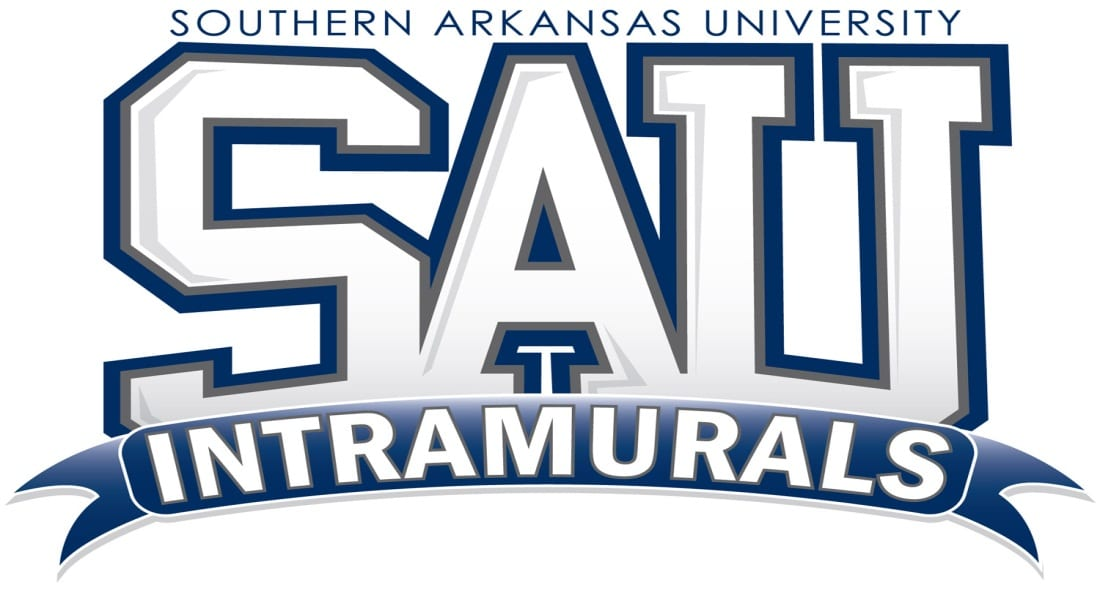 SOUTHERN ARKANSAS UNIVERSITY
SAU
INTRAMURALS